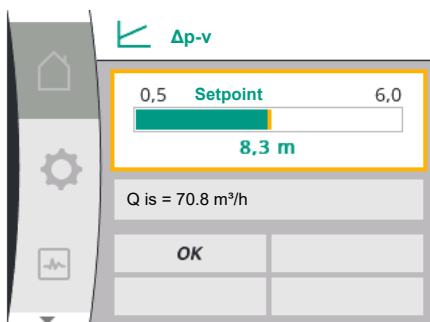 Δp-v
0,5 Setpoint 6,0
8,3 m
Q is = 70.8 m³/h
OK